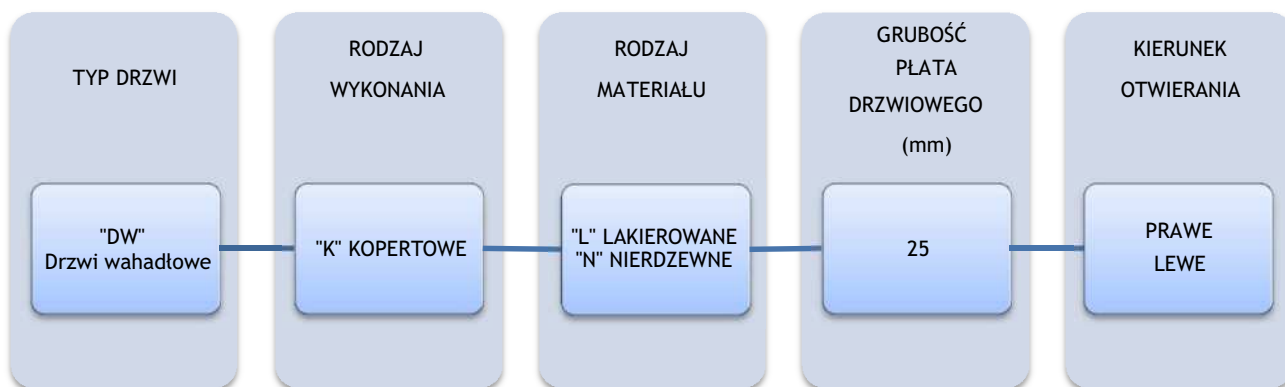 TYP DRZWI
RODZAJ
WYKONANIA
RODZAJ
MATERIAŁU
GRUBOŚĆ
PŁATA
DRZWIOWEGO
(mm)
KIERUNEK
OTWIERANIA
"DW"
Drzwi wahadłowe
"K" KOPERTOWE
"L" LAKIEROWANE
"N" NIERDZEWNE
25
PRAWE
LEWE